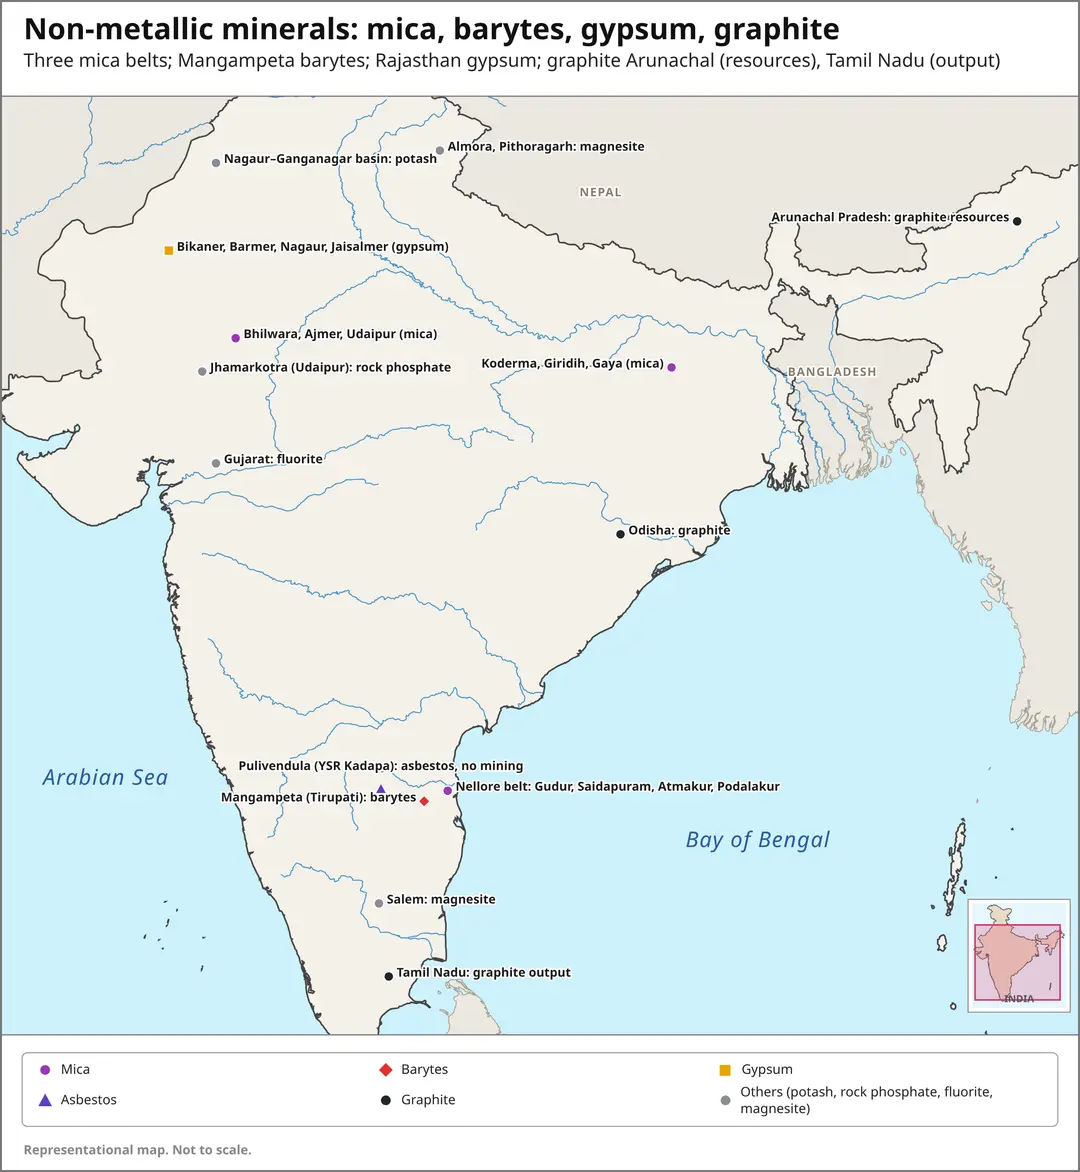 Non-metallic minerals: mica, barytes, gypsum, graphite
Three mica belts; Mangampeta barytes; Rajasthan gypsum; graphite Arunachal (resources), Tamil Nadu (output)
Almora, Pithoragarh: magnesite
Nagaur–Ganganagar basin: potash
NEPAL
Arunachal Pradesh: graphite resources
Bikaner, Barmer, Nagaur, Jaisalmer (gypsum)
Bhilwara, Ajmer, Udaipur (mica)
Jhamarkotra (Udaipur): rock phosphate
Koderma, Giridih, Gaya (mica)
BANGLADESH
Gujarat: fluorite
Odisha: graphite
Pulivendula (YSR Kadapa): asbestos, no mining
Arabian Sea
Nellore belt: Gudur, Saidapuram, Atmakur, Podalakur
Mangampeta (Tirupati): barytes
Bay of Bengal
Salem: magnesite
Tamil Nadu: graphite output
INDIA
Mica
Barytes
Gypsum
Asbestos
Graphite
Others (potash, rock phosphate, fluorite,
magnesite)
Representational map. Not to scale.